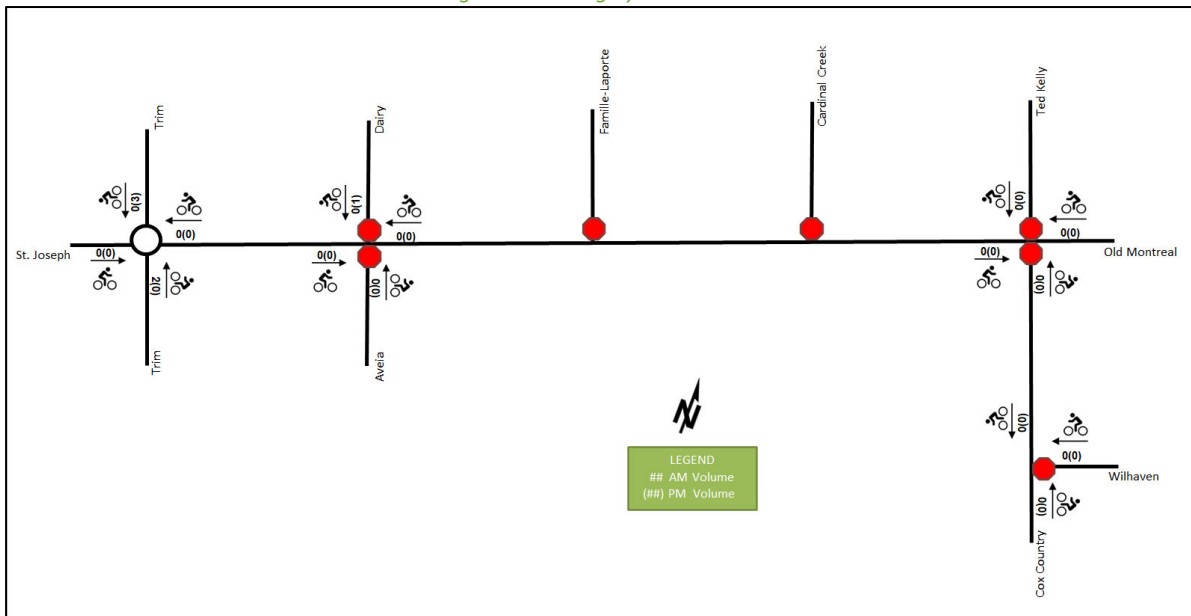 Trim
Dairy
Famille-Laporte
Cardinal Creek
Ted Kelly
0(3)
0(0)
0(1)
0(0)
0(0)
0(0)
St. Joseph
0(0)
2(0)
0(0)
0(0)
0(0)
0(0)
Old Montreal
Trim
Aveia
N
0(0)
0(0)
0(0)
Wilhaven
Cox Country
LEGEND
## AM Volume
(##) PM Volume